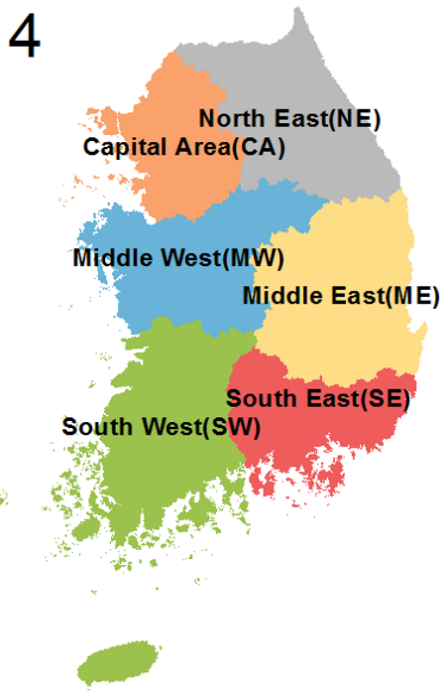 4
North East(NE)
Capital Area(CA)
Middle West(MW)
Middle East(ME)
South East(SE)
South West(SW)